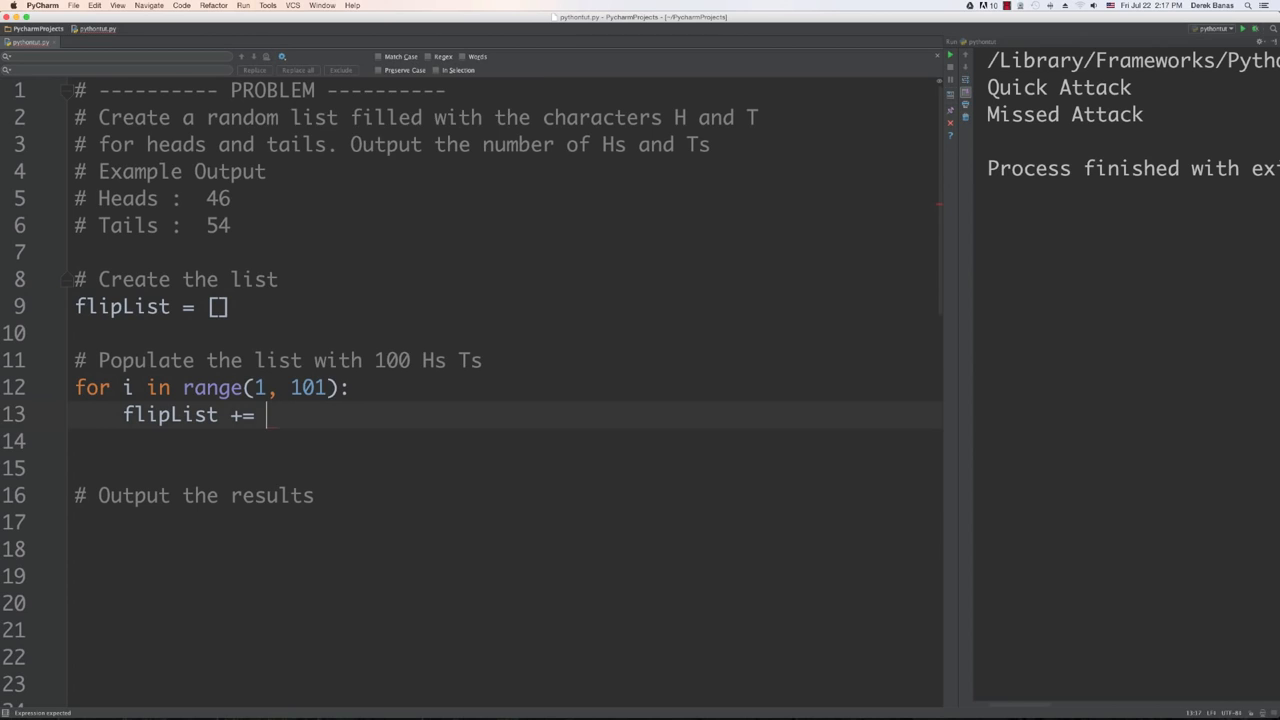 PyCharm File Edit View Navigate Code Refactor Run Tools VCS Window Help
10 Fri Jul 22 2:17 PM Derek Banas
pythontut.py - PycharmProjects - [~/PycharmProjects]
PycharmProjects pythontut.py
pythontut
pythontut.py
Run pythontut
Match Case Regex Words
Replace Replace all Exclude Preserve Case In Selection
1 # ---------- PROBLEM ----------
2 # Create a random list filled with the characters H and T
3 # for heads and tails. Output the number of Hs and Ts
4 # Example Output
5 # Heads :  46
6 # Tails :  54
7
8 # Create the list
9 flipList = []
10
11 # Populate the list with 100 Hs Ts
12 for i in range(1, 101):
13     flipList +=
14
15
16 # Output the results
17
18
19
20
21
22
23
/Library/Frameworks/Pytho
Quick Attack
Missed Attack
Process finished with exi
Expression expected
13:17 LF÷ UTF-8÷